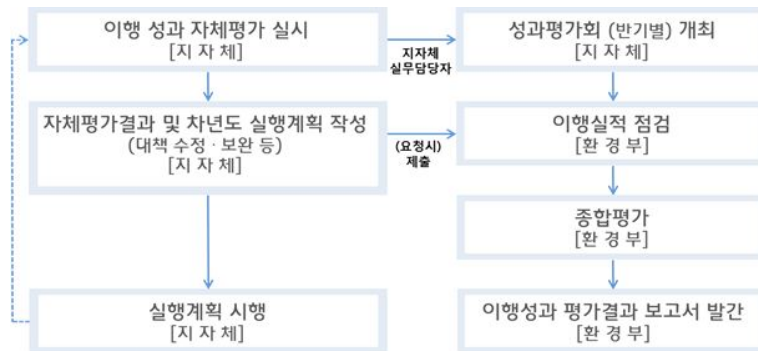 이행 성과 자체평가 실시
[지 자 체]
지자체
실무담당자
성과평가회 (반기별) 개최
[지 자 체]
자체평가결과 및 차년도 실행계획 작성
(대책 수정 · 보완 등)
[지 자 체]
(요청시)
제출
이행실적 점검
[환 경 부]
종합평가
[환 경 부]
실행계획 시행
[지 자 체]
이행성과 평가결과 보고서 발간
[환 경 부]